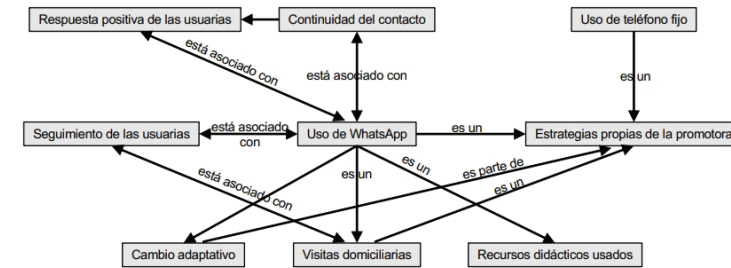 Respuesta positiva de las usuarias
Continuidad del contacto
Uso de teléfono fijo
está asociado con
está asociado con
es un
Seguimiento de las usuarias
está asociado
con
Uso de WhatsApp
es un
Estrategias propias de la promotora
está asociado con
es un
es un
es parte de
es un
Cambio adaptativo
Visitas domiciliarias
Recursos didácticos usados